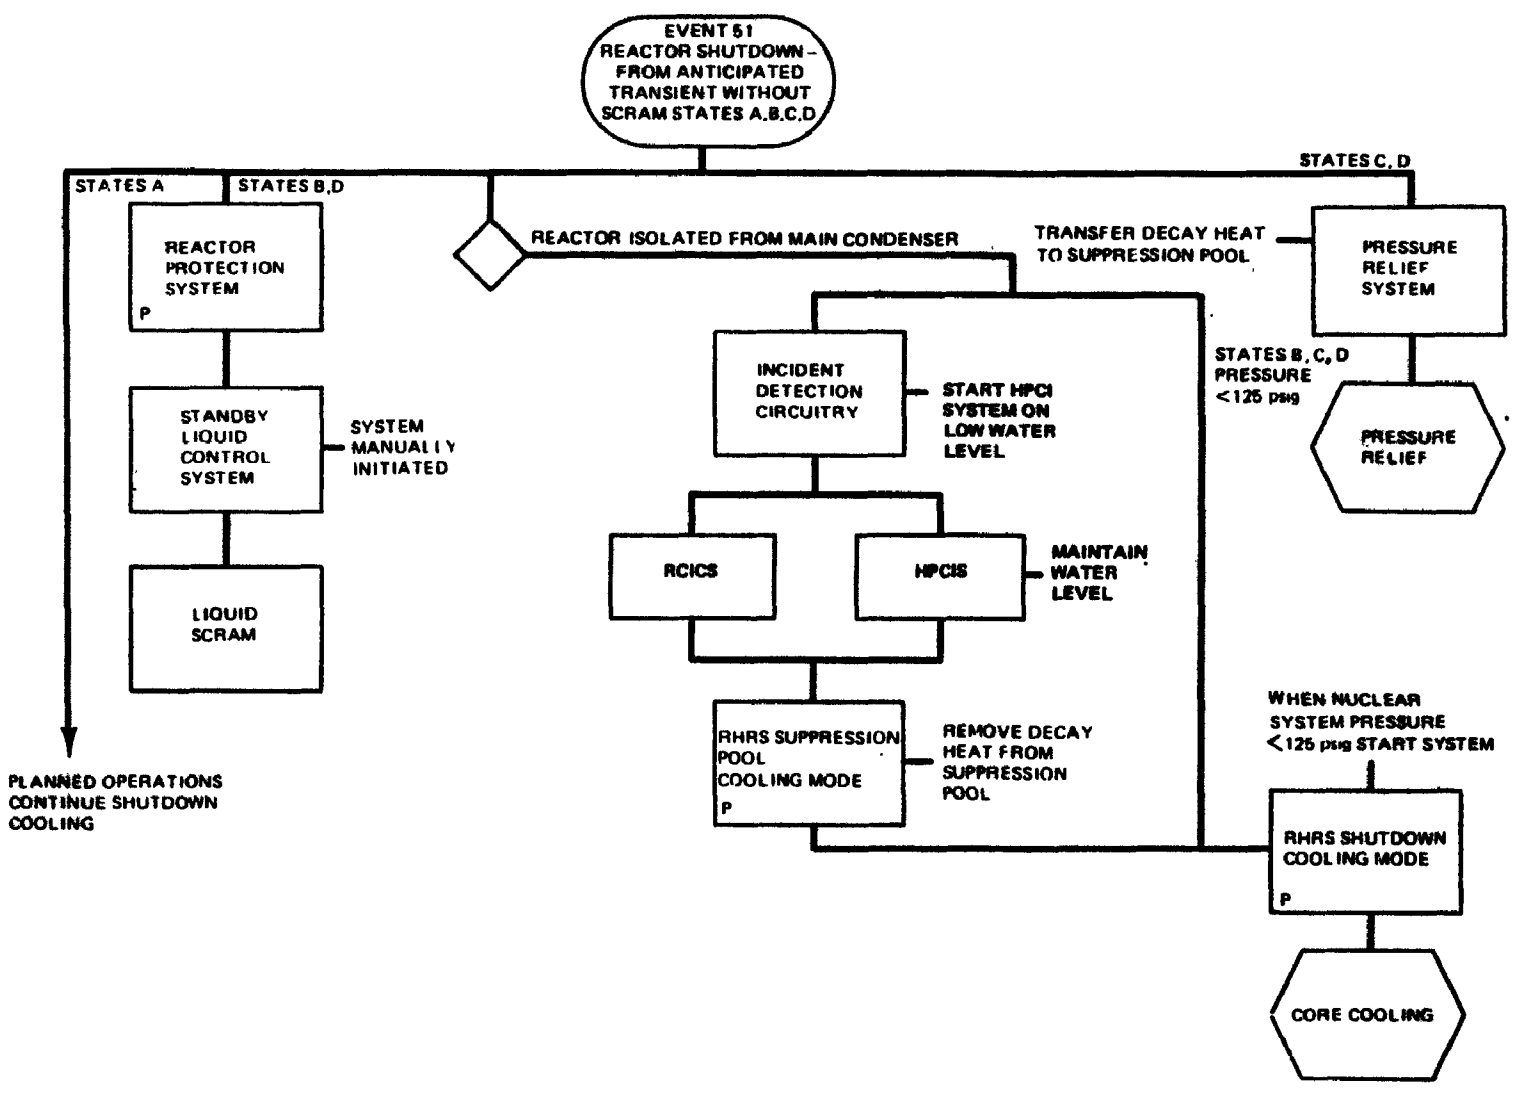 EVENT 51
REACTOR SHUTDOWN-
FROM ANTICIPATED
TRANSIENT WITHOUT
SCRAM STATES A.B.C.D
STATES A
STATES B,D
STATES C, D
REACTOR
PROTECTION
SYSTEM
P
REACTOR ISOLATED FROM MAIN CONDENSER
TRANSFER DECAY HEAT
TO SUPPRESSION POOL
PRESSURE
RELIEF
SYSTEM
STANDBY
LIQUID
CONTROL
SYSTEM
SYSTEM
MANUALLY
INITIATED
INCIDENT
DETECTION
CIRCUITRY
START HPCI
SYSTEM ON
LOW WATER
LEVEL
STATES B, C, D
PRESSURE
<125 psig
PRESSURE
RELIEF
LIQUID
SCRAM
RCICS
HPCIS
MAINTAIN
WATER
LEVEL
RHRS SUPPRESSION
POOL
COOLING MODE
P
REMOVE DECAY
HEAT FROM
SUPPRESSION
POOL
WHEN NUCLEAR
SYSTEM PRESSURE
<125 psig START SYSTEM
PLANNED OPERATIONS
CONTINUE SHUTDOWN
COOLING
RHRS SHUTDOWN
COOLING MODE
P
CORE COOLING